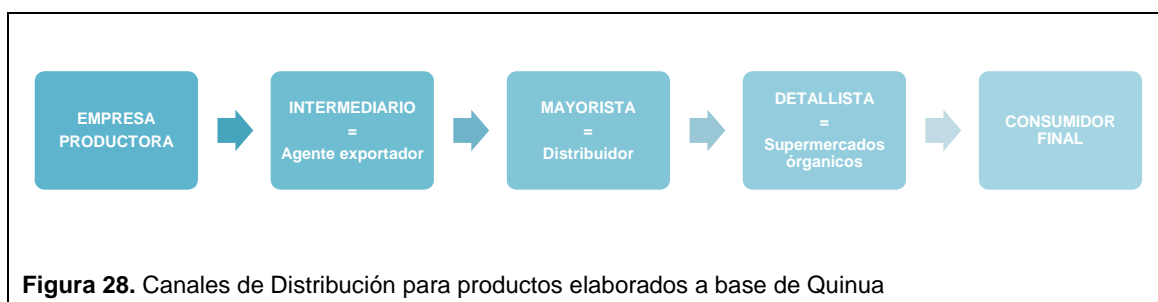 EMPRESA
PRODUCTORA
INTERMEDIARIO
=
Agente exportador
MAYORISTA
=
Distribuidor
DETALLISTA
=
Supermercados
órganicos
CONSUMIDOR
FINAL
Figura 28. Canales de Distribución para productos elaborados a base de Quinua